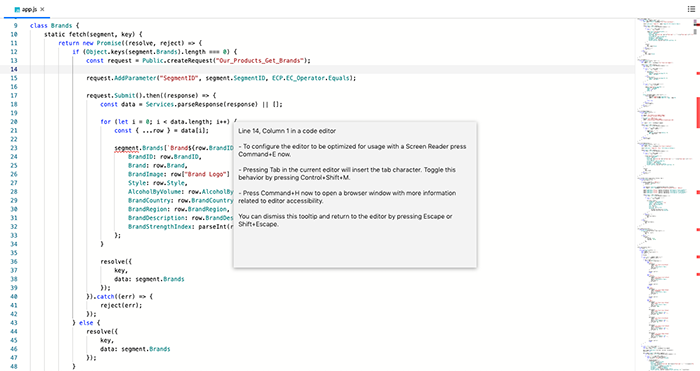 app.js
9 class Brands {
10 static fetch(segment, key) {
11 return new Promise((resolve, reject) => {
12 if (Object.keys(segment.Brands).length === 0) {
13 const request = Public.createRequest("Our_Products_Get_Brands");
14
15 request.AddParameter("SegmentID", segment.SegmentID, ECP.EC_Operator.Equals);
16
17 request.Submit().then((response) => {
18 const data = Services.parseResponse(response) || [];
19
20 for (let i = 0; i < data.length; i++) {
21 const { ...row } = data[i];
22
23 segment.Brands[`Brand${row.BrandID
24 BrandID: row.BrandID,
25 Brand: row.Brand,
26 BrandImage: row["Brand Logo"]
27 Style: row.Style,
28 AlcoholByVolume: row.AlcoholBy
29 BrandCountry: row.BrandCountry
30 BrandRegion: row.BrandRegion,
31 BrandDescription: row.BrandDes
32 BrandStrengthIndex: parseInt(r
33 };
34 }
35
36 resolve({
37 key,
38 data: segment.Brands
39 });
40 }).catch((err) => {
41 reject(err);
42 });
43 } else {
44 resolve({
45 key,
46 data: segment.Brands
47 });
48 }
Line 14, Column 1 in a code editor
- To configure the editor to be optimized for usage with a Screen Reader press
Command+E now.
- Pressing Tab in the current editor will insert the tab character. Toggle this
behavior by pressing Control+Shift+M.
- Press Command+H now to open a browser window with more information
related to editor accessibility.
You can dismiss this tooltip and return to the editor by pressing Escape or
Shift+Escape.